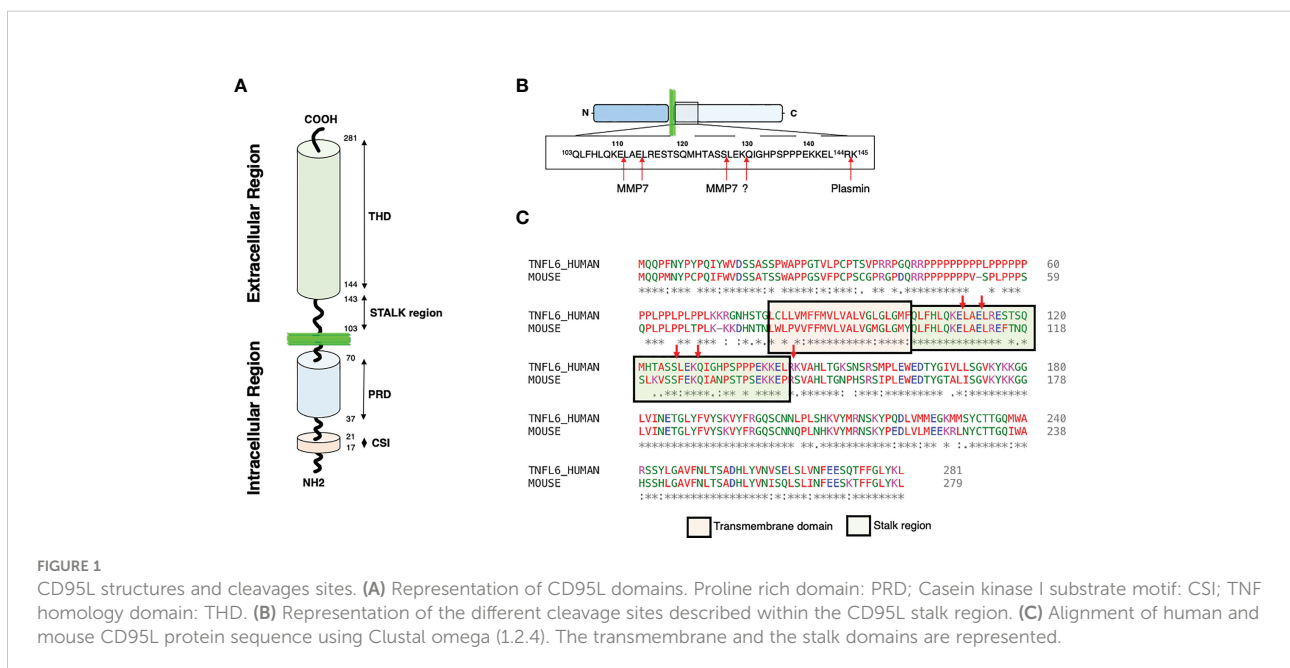 A
COOH
281
Extracellular Region
THD
144
143
STALK region
103
Intracellular Region
70
PRD
37
21
CSI
17
NH2
B
N
C
110 120 130 140
103QLFHLQKELAELRESTSQMHTASSLEKQIGHPSPPPEKKEL144RK145
MMP7 MMP7 ? Plasmin
C
TNFL6_HUMAN MQQPFNYPYPQIYWVDSSASSPWAPPGTVLPCPTSVPRRPGQRRPPPPPPPPPLPPPPPP 60
MOUSE MQQPMNYPCPQIFWVDSSATSSWAPPGSVFPCPSCGPRGPDQRRPPPPPPPV-SPLPPPS 59
****:*** ***:******:* *****:*:***:. ** *.********** * ***
TNFL6_HUMAN PPLPPLPLPPLKKRGNHSTGLCLLVMFFMVLVALVGLGLGMFQLFHLQKELAELRESTSQ 120
MOUSE QPLPLPPLTPLK-KKDHNTNLWLPVVFFMVLVALVGMGLGMYQLFHLQKELAELREFTNQ 118
TNFL6_HUMAN MHTASSLEKQIGHPSPPPEKKELRKVAHLTGKSNSRSMPLEWEDTYGIVLLSGVKYKKGG 180
MOUSE SLKVSSFEKQIANPSTPSEKKEPRSVAHLTGNPHSRSIPLEWEDTYGTALISGVKYKKGG 178
TNFL6_HUMAN LVINETGLYFVYSKVYFRGQSCNNLPLSHKVYMRNSKYPQDLVMMEGKMMSYCTTGQMWA 240
MOUSE LVINETGLYFVYSKVYFRGQSCNNQPLNHKVYMRNSKYPEDLVLMEEKRLNYCTTGQIWA 238
TNFL6_HUMAN RSSYLGAVFNLTSADHLYVNVSELSLVNFEESQTFFGLYKL 281
MOUSE HSSHLGAVFNLTSADHLYVNISQLSLINFEESKTFFGLYKL 279
:**:****************:*:***:*****:********
Transmembrane domain Stalk region
FIGURE 1
CD95L structures and cleavages sites. (A) Representation of CD95L domains. Proline rich domain: PRD; Casein kinase I substrate motif: CSI; TNF
homology domain: THD. (B) Representation of the different cleavage sites described within the CD95L stalk region. (C) Alignment of human and
mouse CD95L protein sequence using Clustal omega (1.2.4). The transmembrane and the stalk domains are represented.